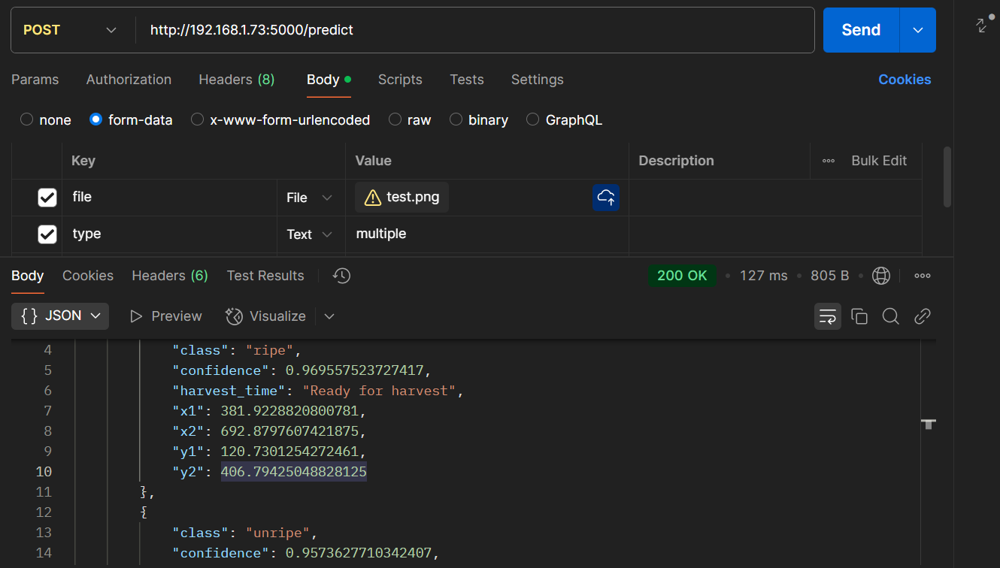 POST http://192.168.1.73:5000/predict Send
Params Authorization Headers (8) Body Scripts Tests Settings Cookies
none form-data x-www-form-urlencoded raw binary GraphQL
Key Value Description Bulk Edit
file File test.png
type Text multiple
Body Cookies Headers (6) Test Results 200 OK 127 ms 805 B
{} JSON Preview Visualize
4 "class": "ripe",
5 "confidence": 0.969557523727417,
6 "harvest_time": "Ready for harvest",
7 "x1": 381.9228820800781,
8 "x2": 692.8797607421875,
9 "y1": 120.7301254272461,
10 "y2": 406.79425048828125
11 },
12 {
13 "class": "unripe",
14 "confidence": 0.9573627710342407,